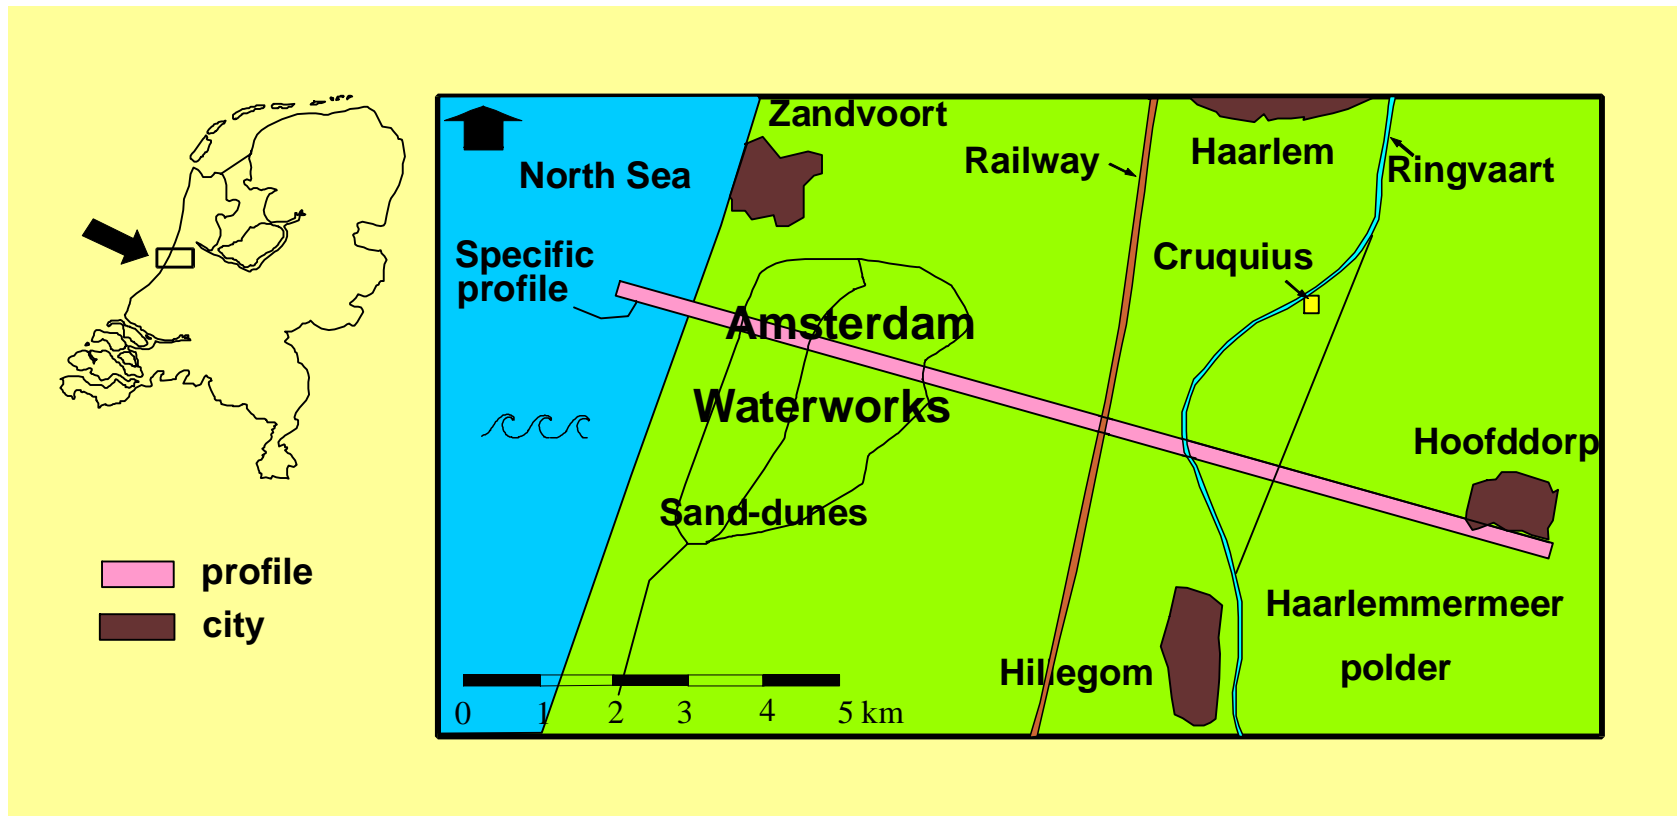 Zandvoort
North Sea
Railway
Haarlem
Ringvaart
Specific
profile
Cruquius
Amsterdam
Waterworks
Hoofddorp
Sand-dunes
profile
city
Haarlemmermeer
polder
Hillegom
0 1 2 3 4 5 km